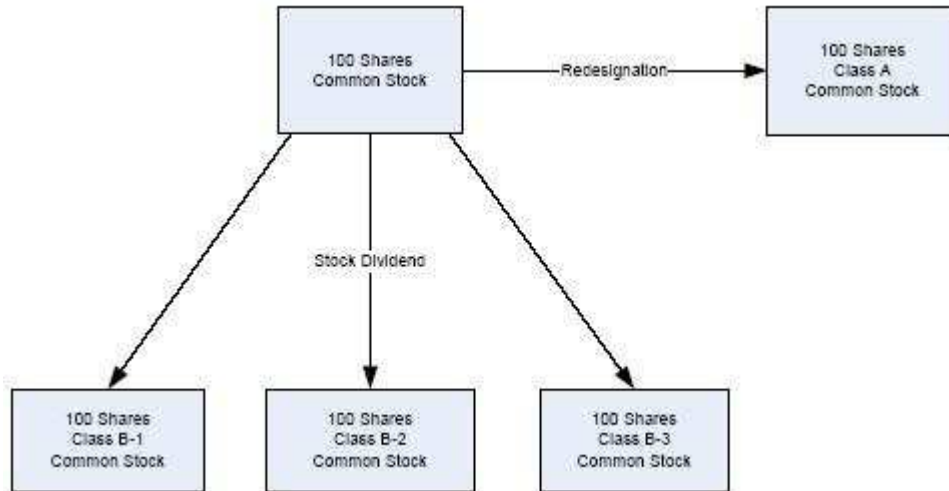 100 Shares
Common Stock
Redesignation
100 Shares
Class A
Common Stock
Stock Dividend
100 Shares
Class B-1
Common Stock
100 Shares
Class B-2
Common Stock
100 Shares
Class B-3
Common Stock